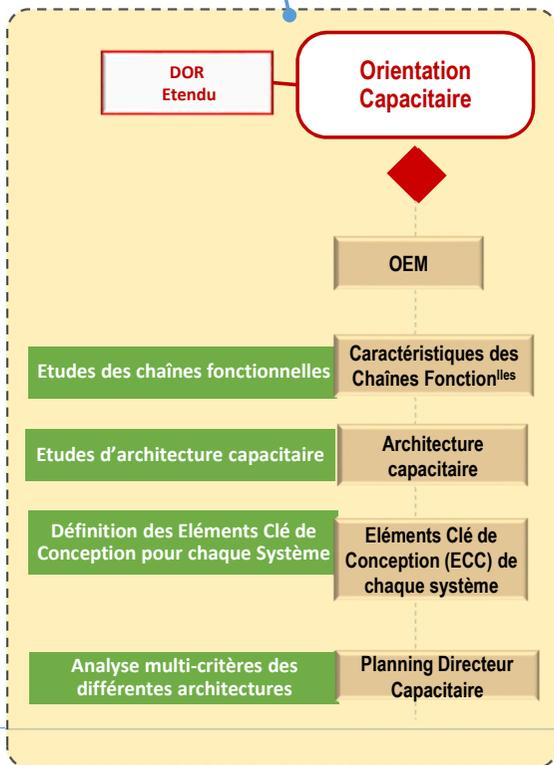 DOR
Etendu
Orientation
Capacitaire
OEM
Etudes des chaînes fonctionnelles
Caractéristiques des
Chaînes Fonctionˡˡᵉˢ
Etudes d’architecture capacitaire
Architecture
capacitaire
Définition des Eléments Clé de
Conception pour chaque Système
Eléments Clé de
Conception (ECC) de
chaque système
Analyse multi-critères des
différentes architectures
Planning Directeur
Capacitaire